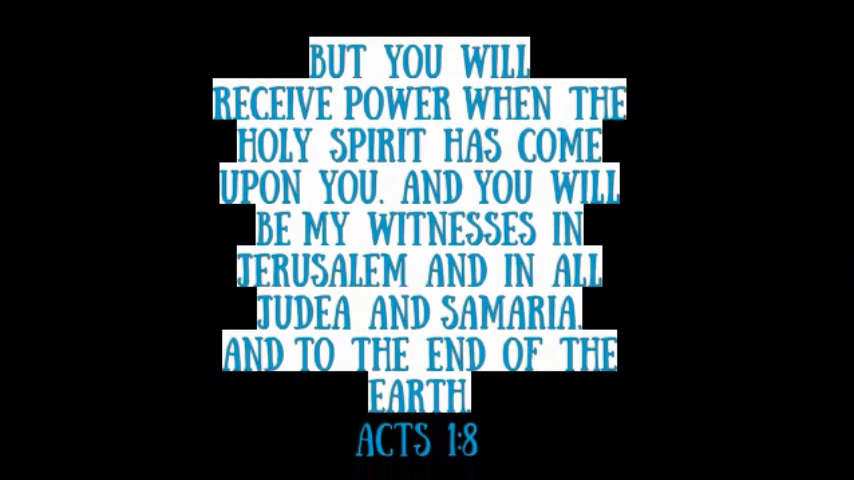 BUT YOU WILL
RECEIVE POWER WHEN THE
HOLY SPIRIT HAS COME
UPON YOU. AND YOU WILL
BE MY WITNESSES IN
JERUSALEM AND IN ALL
JUDEA AND SAMARIA,
AND TO THE END OF THE
EARTH.
ACTS 1:8